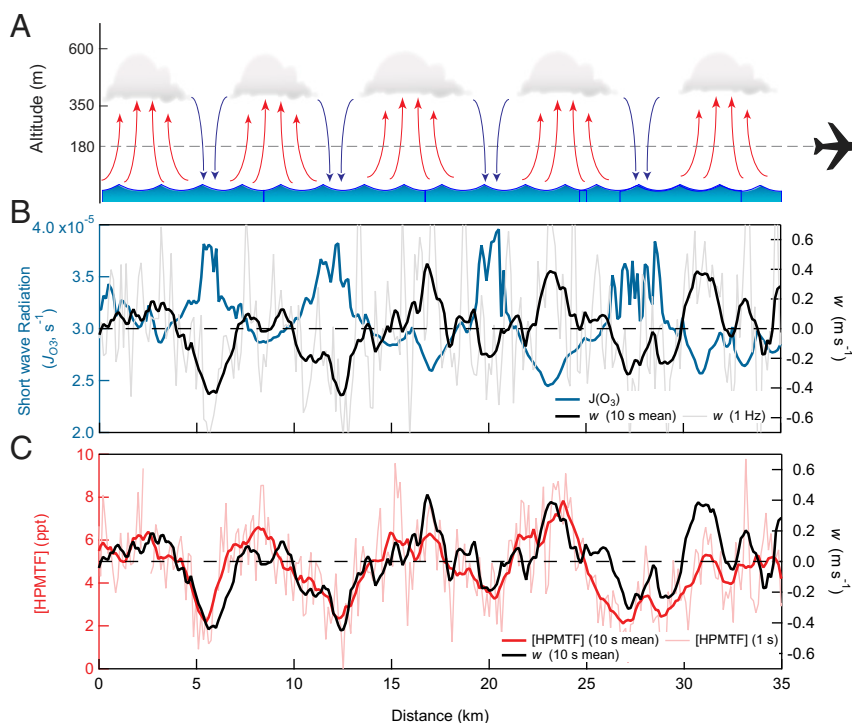 A
Altitude (m)
600
350
180
B
Short wave Radiation
(J_O3, s⁻¹)
4.0 x10⁻⁵
3.5
3.0
2.5
2.0
0.6
0.4
0.2
0.0
-0.2
-0.4
-0.6
w (m s⁻¹)
J(O₃)
w (10 s mean) w (1 Hz)
C
[HPMTF] (ppt)
10
8
6
4
2
0
0.6
0.4
0.2
0.0
-0.2
-0.4
-0.6
w (m s⁻¹)
[HPMTF] (10 s mean) [HPMTF] (1 s)
w (10 s mean)
0 5 10 15 20 25 30 35
Distance (km)